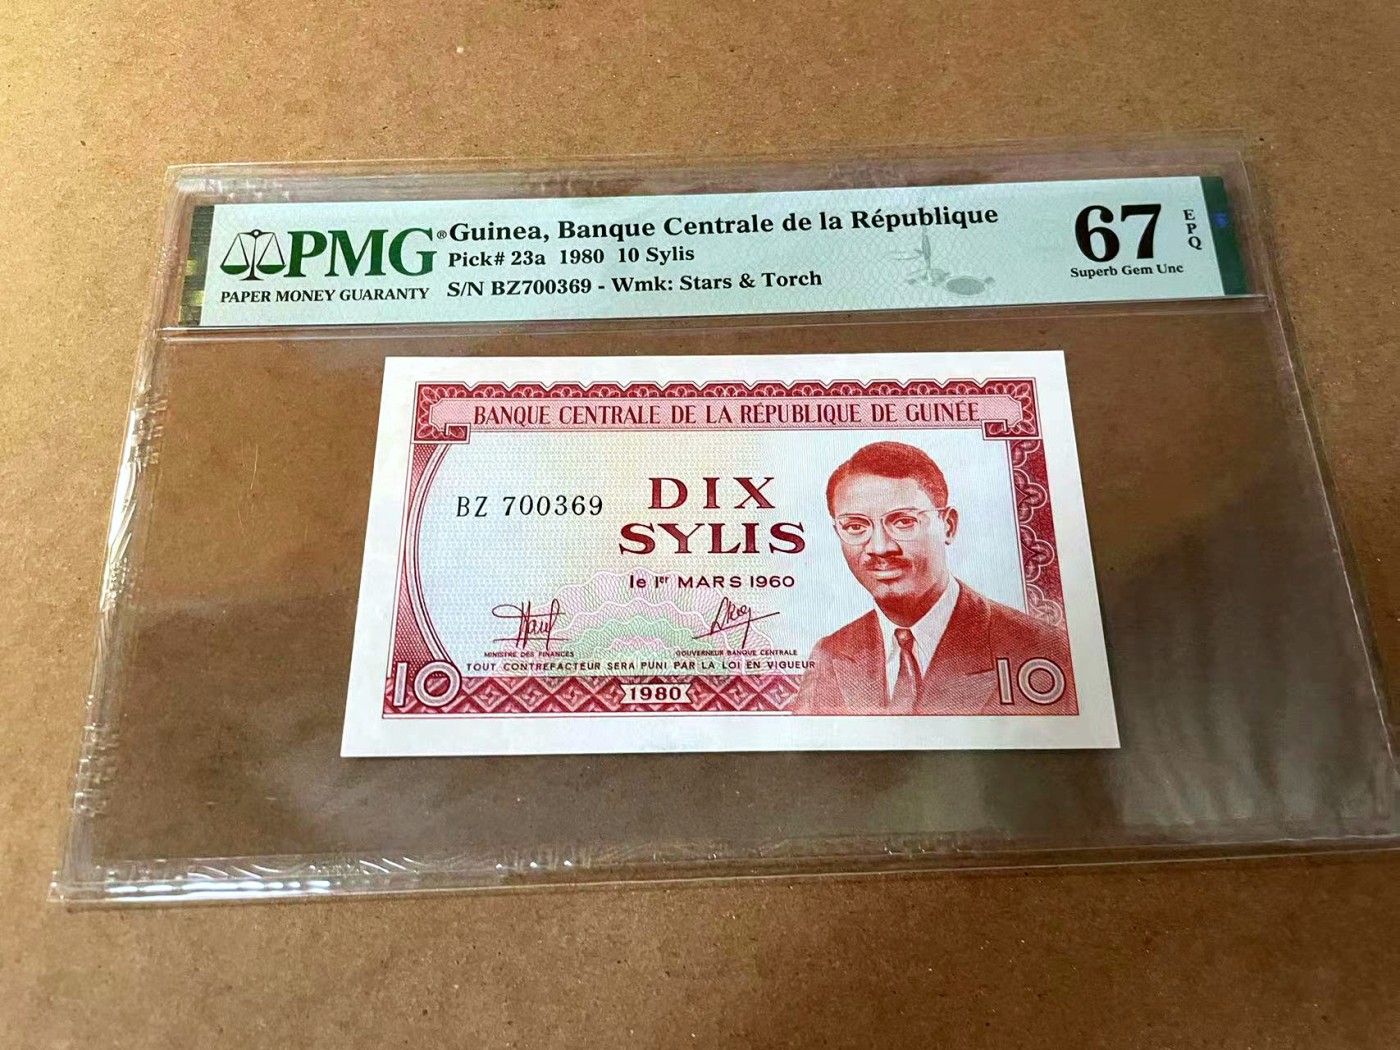 PMG®
PAPER MONEY GUARANTY
Guinea, Banque Centrale de la République
Pick# 23a 1980 10 Sylis
S/N BZ700369 - Wmk: Stars & Torch
67
EPQ
Superb Gem Unc
BANQUE CENTRALE DE LA RÉPUBLIQUE DE GUINÉE
BZ 700369
DIX
SYLIS
le 1er MARS 1960
MINISTRE DES FINANCES
GOUVERNEUR BANQUE CENTRALE
TOUT CONTREFACTEUR SERA PUNI PAR LA LOI EN VIGUEUR
10
1980
10